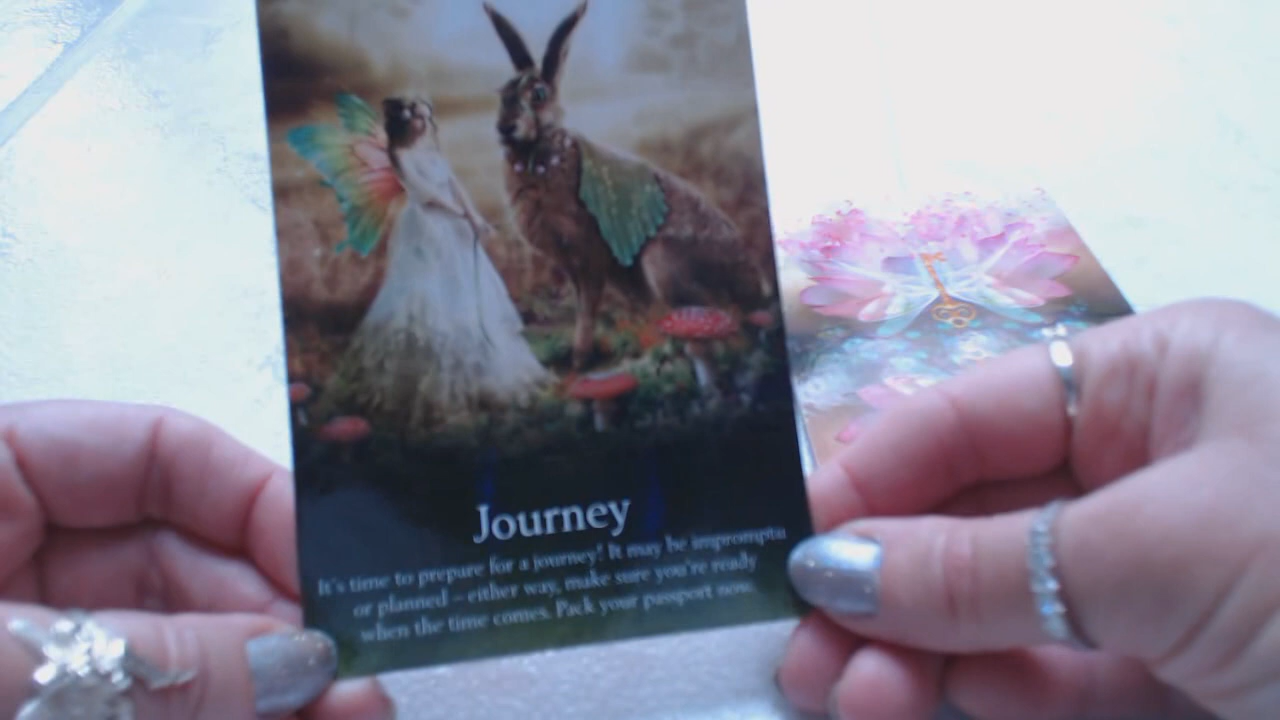 Journey
It's time to prepare for a journey! It may be impromptu
or planned – either way, make sure you're ready
when the time comes. Pack your passport now.